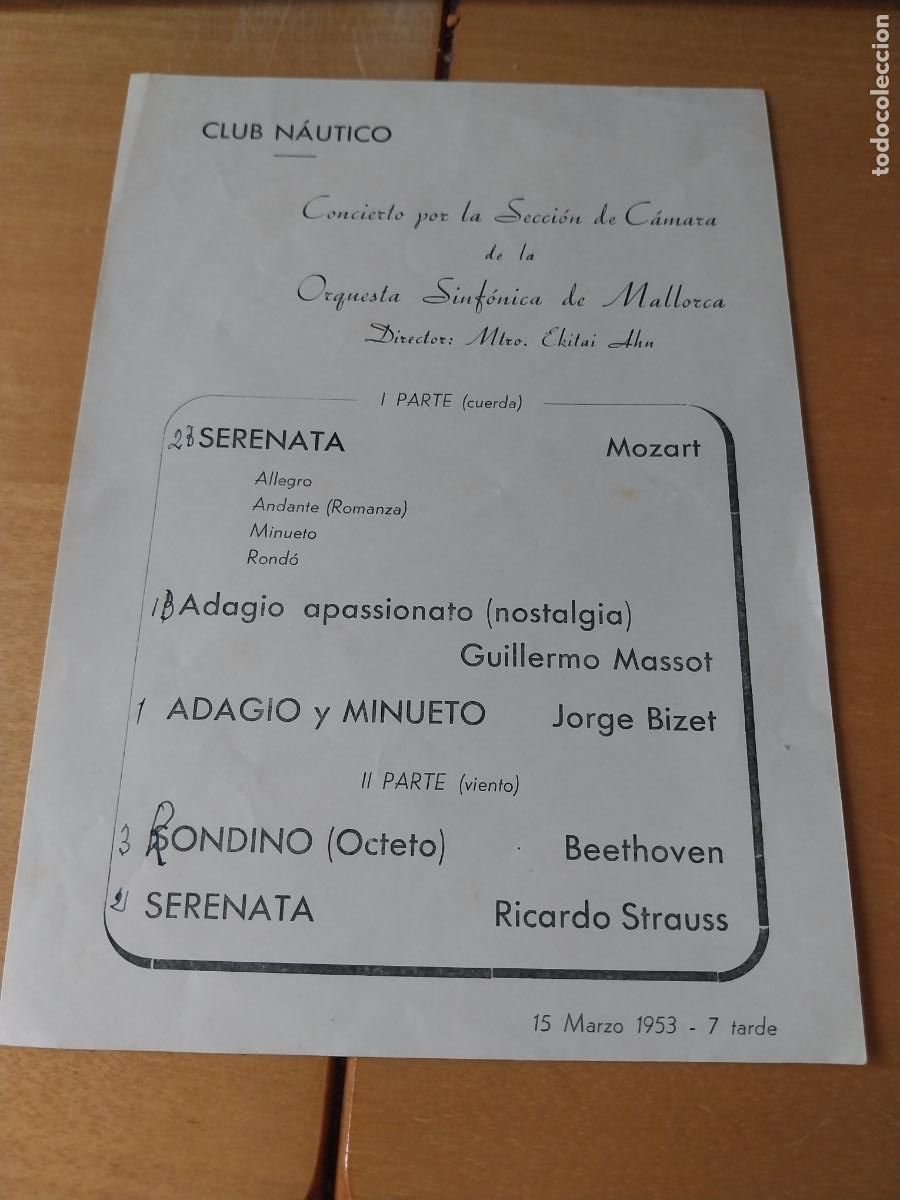 CLUB NÁUTICO
Concierto por la Sección de Cámara
de la
Orquesta Sinfónica de Mallorca
Director: Mtro. Ekitai Ahn
I PARTE (cuerda)
SERENATA Mozart
Allegro
Andante (Romanza)
Minueto
Rondó
Adagio apassionato (nostalgia)
Guillermo Massot
1 ADAGIO y MINUETO Jorge Bizet
II PARTE (viento)
3 RONDINO (Octeto) Beethoven
2 SERENATA Ricardo Strauss
15 Marzo 1953 - 7 tarde
todocoleccion